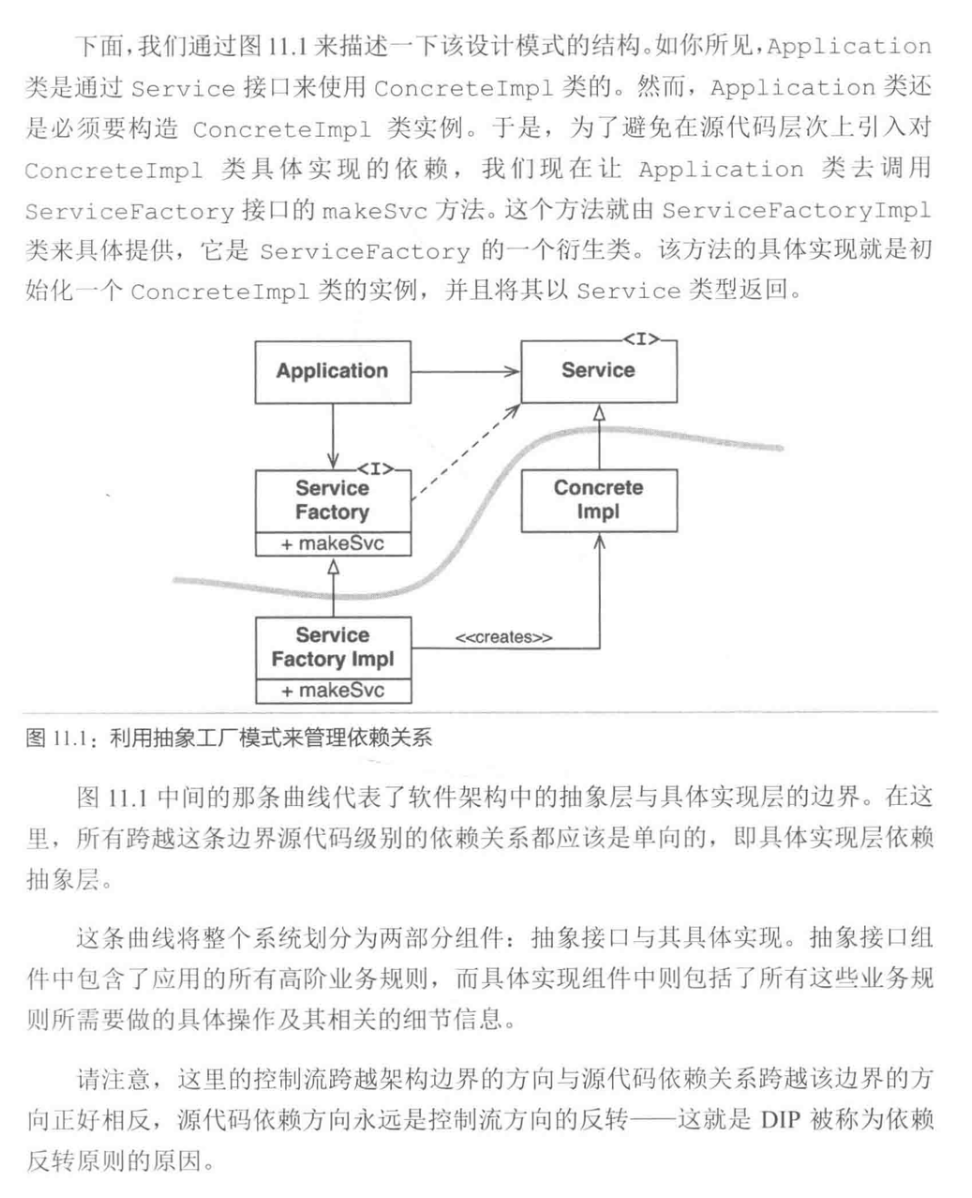 下面，我们通过图 11.1 来描述一下该设计模式的结构。如你所见，Application
类是通过 Service 接口来使用 ConcreteImpl 类的。然而，Application 类还
是必须要构造 ConcreteImpl 类实例。于是，为了避免在源代码层次上引入对
ConcreteImpl 类具体实现的依赖，我们现在让 Application 类去调用
ServiceFactory 接口的 makeSvc 方法。这个方法就由 ServiceFactoryImpl
类来具体提供，它是 ServiceFactory 的一个衍生类。该方法的具体实现就是初
始化一个 ConcreteImpl 类的实例，并且将其以 Service 类型返回。
<I>
Application
Service
<I>
Service
Factory
+ makeSvc
Concrete
Impl
Service
Factory Impl
+ makeSvc
<<creates>>
图 11.1：利用抽象工厂模式来管理依赖关系
图 11.1 中间的那条曲线代表了软件架构中的抽象层与具体实现层的边界。在这
里，所有跨越这条边界源代码级别的依赖关系都应该是单向的，即具体实现层依赖
抽象层。
这条曲线将整个系统划分为两部分组件：抽象接口与其具体实现。抽象接口组
件中包含了应用的所有高阶业务规则，而具体实现组件中则包括了所有这些业务规
则所需要做的具体操作及其相关的细节信息。
请注意，这里的控制流跨越架构边界的方向与源代码依赖关系跨越该边界的方
向正好相反，源代码依赖方向永远是控制流方向的反转——这就是 DIP 被称为依赖
反转原则的原因。